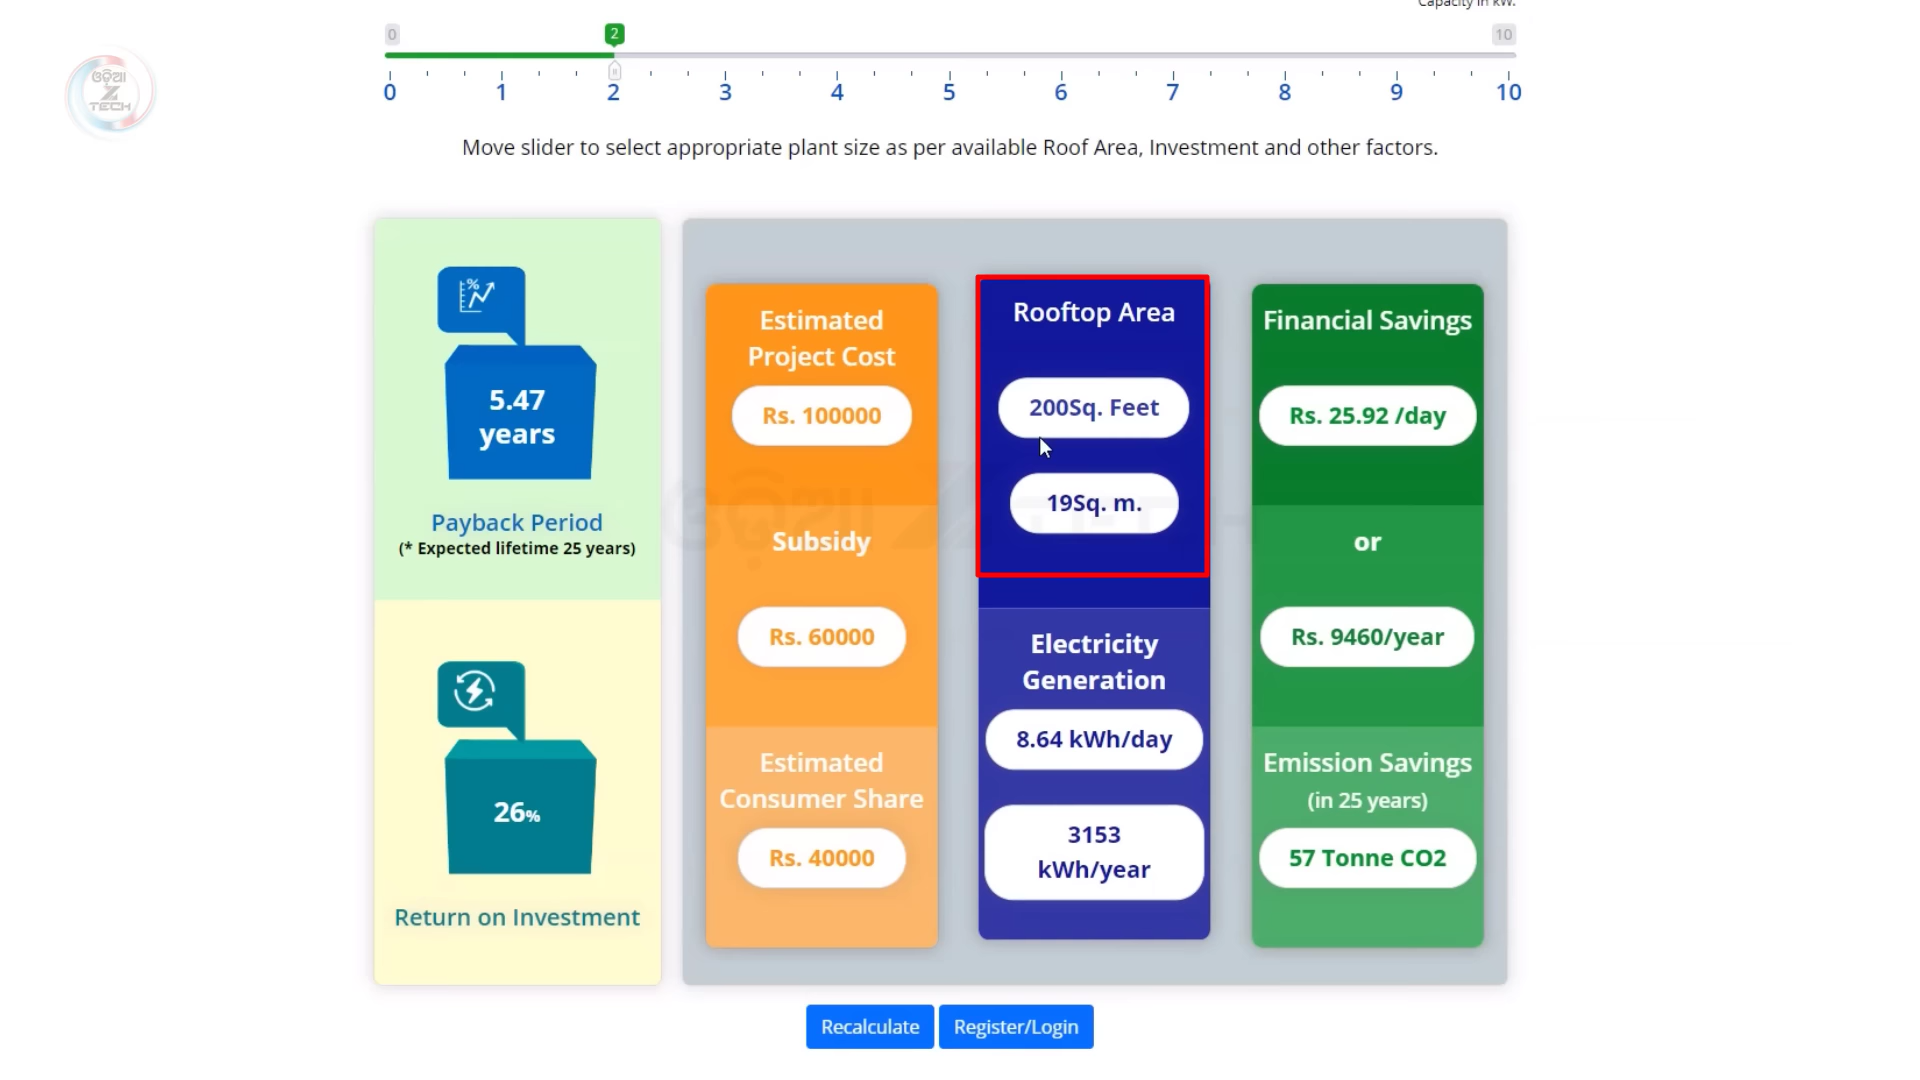 Capacity in kW.
0
2
10
0 1 2 3 4 5 6 7 8 9 10
ଓଡ଼ିଆ
Z
TECH
Move slider to select appropriate plant size as per available Roof Area, Investment and other factors.
5.47
years
Payback Period
(* Expected lifetime 25 years)
26%
Return on Investment
Estimated
Project Cost
Rs. 100000
Subsidy
Rs. 60000
Estimated
Consumer Share
Rs. 40000
Rooftop Area
200Sq. Feet
19Sq. m.
Electricity
Generation
8.64 kWh/day
3153
kWh/year
Financial Savings
Rs. 25.92 /day
or
Rs. 9460/year
Emission Savings
(in 25 years)
57 Tonne CO2
ଓଡ଼ିଆ Z TECH
Recalculate
Register/Login